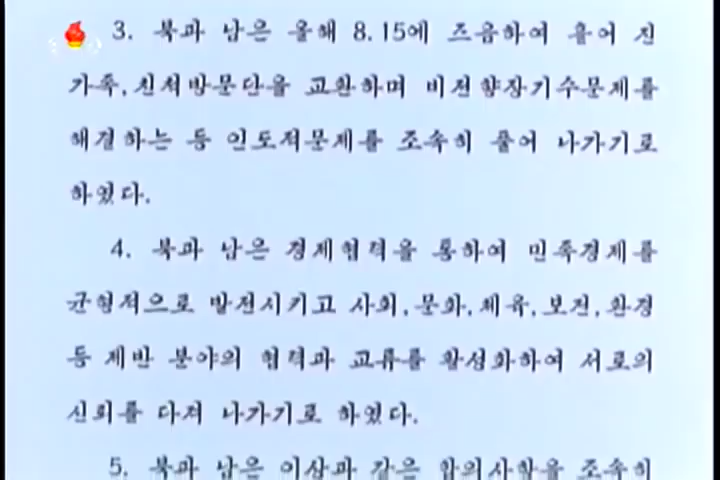 3. 북과 남은 올해 8.15에 즈음하여 흩어 진
가족, 친척방문단을 교환하며 비전향장기수문제를
해결하는 등 인도적문제를 조속히 풀어 나가기로
하였다.
4. 북과 남은 경제협력을 통하여 민족경제를
균형적으로 발전시키고 사회, 문화, 체육, 보건, 환경
등 제반 분야의 협력과 교류를 활성화하여 서로의
신뢰를 다져 나가기로 하였다.
5. 북과 남은 이상과 같은 합의사항을 조속히